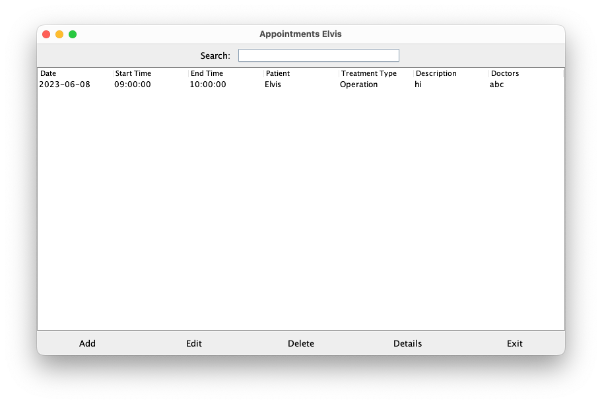 Appointments Elvis
Search:
Date Start Time End Time Patient Treatment Type Description Doctors
2023-06-08 09:00:00 10:00:00 Elvis Operation hi abc
Add Edit Delete Details Exit